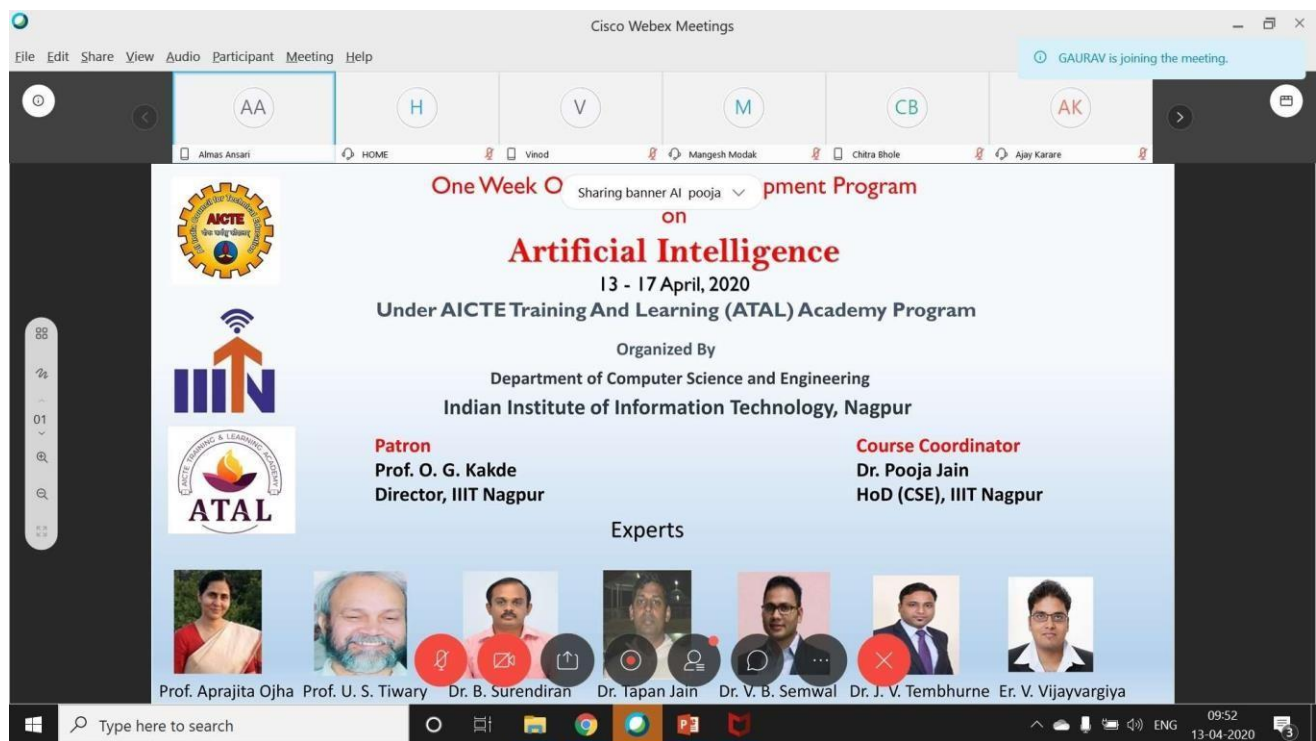 Cisco Webex Meetings
File Edit Share View Audio Participant Meeting Help
GAURAV is joining the meeting.
AA H V M CB AK
Almas Ansari HOME Vinod Mangesh Modak Chitra Bhole Ajay Karare
One Week O Sharing banner AI pooja pment Program
on
AICTE
Artificial Intelligence
13 - 17 April, 2020
Under AICTE Training And Learning (ATAL) Academy Program
Organized By
Department of Computer Science and Engineering
Indian Institute of Information Technology, Nagpur
IIITN
01
AICTE TRAINING & LEARNING ACADEMY
ATAL
Patron
Prof. O. G. Kakde
Director, IIIT Nagpur
Course Coordinator
Dr. Pooja Jain
HoD (CSE), IIIT Nagpur
Experts
Prof. Aprajita Ojha Prof. U. S. Tiwary Dr. B. Surendiran Dr. Tapan Jain Dr. V. B. Semwal Dr. J. V. Tembhurne Er. V. Vijayvargiya
Type here to search
ENG
09:52
13-04-2020
3